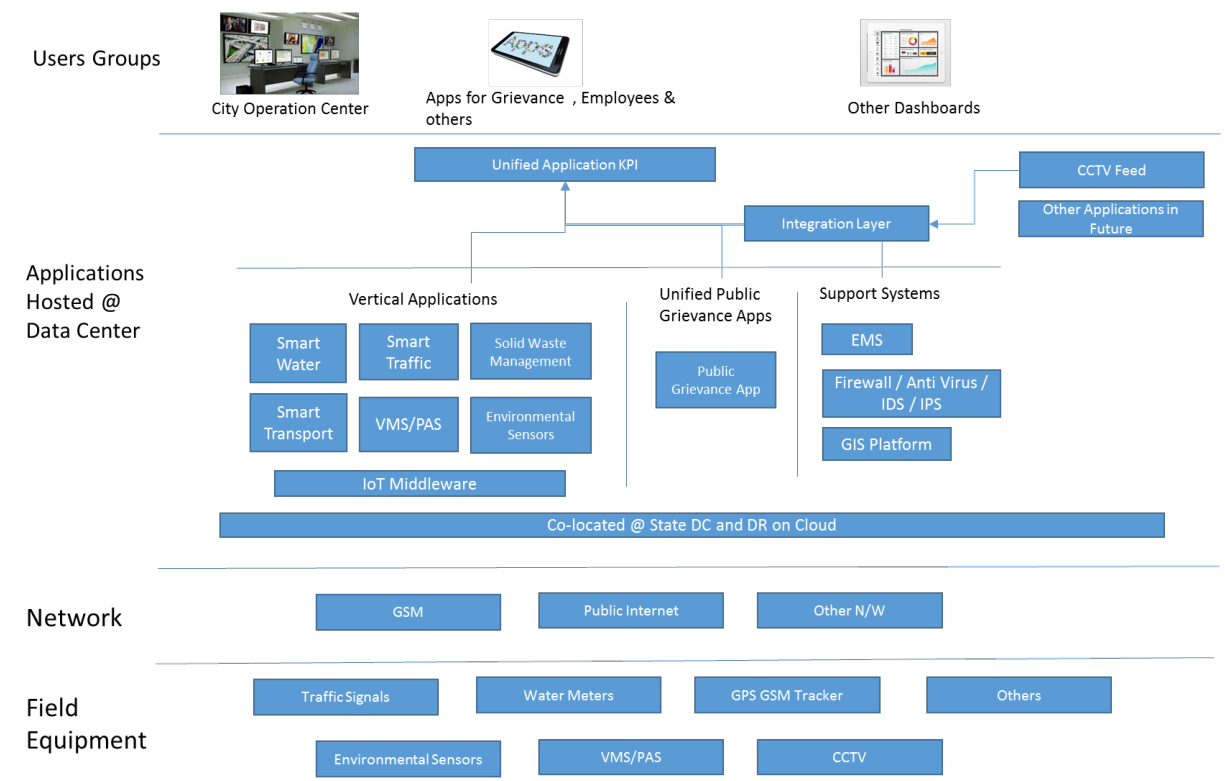 Users Groups
Apps
City Operation Center
Apps for Grievance , Employees &
others
Other Dashboards
Unified Application KPI
CCTV Feed
Integration Layer
Other Applications in
Future
Applications
Hosted @
Data Center
Vertical Applications
Unified Public
Grievance Apps
Support Systems
Smart
Water
Smart
Traffic
Solid Waste
Management
Smart
Transport
VMS/PAS
Environmental
Sensors
IoT Middleware
Public
Grievance App
EMS
Firewall / Anti Virus /
IDS / IPS
GIS Platform
Co-located @ State DC and DR on Cloud
Network
GSM
Public Internet
Other N/W
Field
Equipment
Traffic Signals
Water Meters
GPS GSM Tracker
Others
Environmental Sensors
VMS/PAS
CCTV